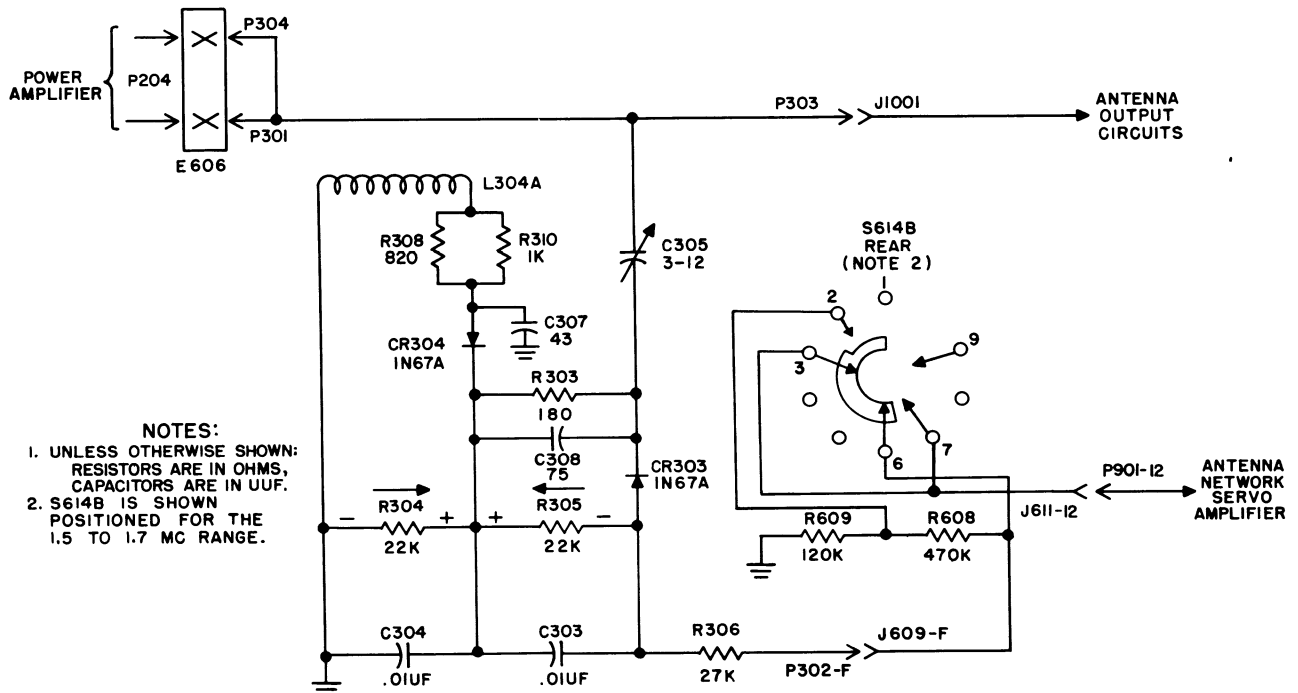 P304
POWER
AMPLIFIER
P204
P301
E606
P303
J1001
ANTENNA
OUTPUT
CIRCUITS
L304A
R308
820
R310
1K
C305
3-12
C307
43
CR304
1N67A
R303
180
C308
75
CR303
1N67A
R304
22K
R305
22K
- + + -
C304
.01UF
C303
.01UF
R306
27K
P302-F
J609-F
S614B
REAR
(NOTE 2)
1
2
3
9
7
6
R609
120K
R608
470K
J611-12
P901-12
ANTENNA
NETWORK
SERVO
AMPLIFIER
NOTES:
1. UNLESS OTHERWISE SHOWN:
RESISTORS ARE IN OHMS,
CAPACITORS ARE IN UUF.
2. S614B IS SHOWN
POSITIONED FOR THE
1.5 TO 1.7 MC RANGE.